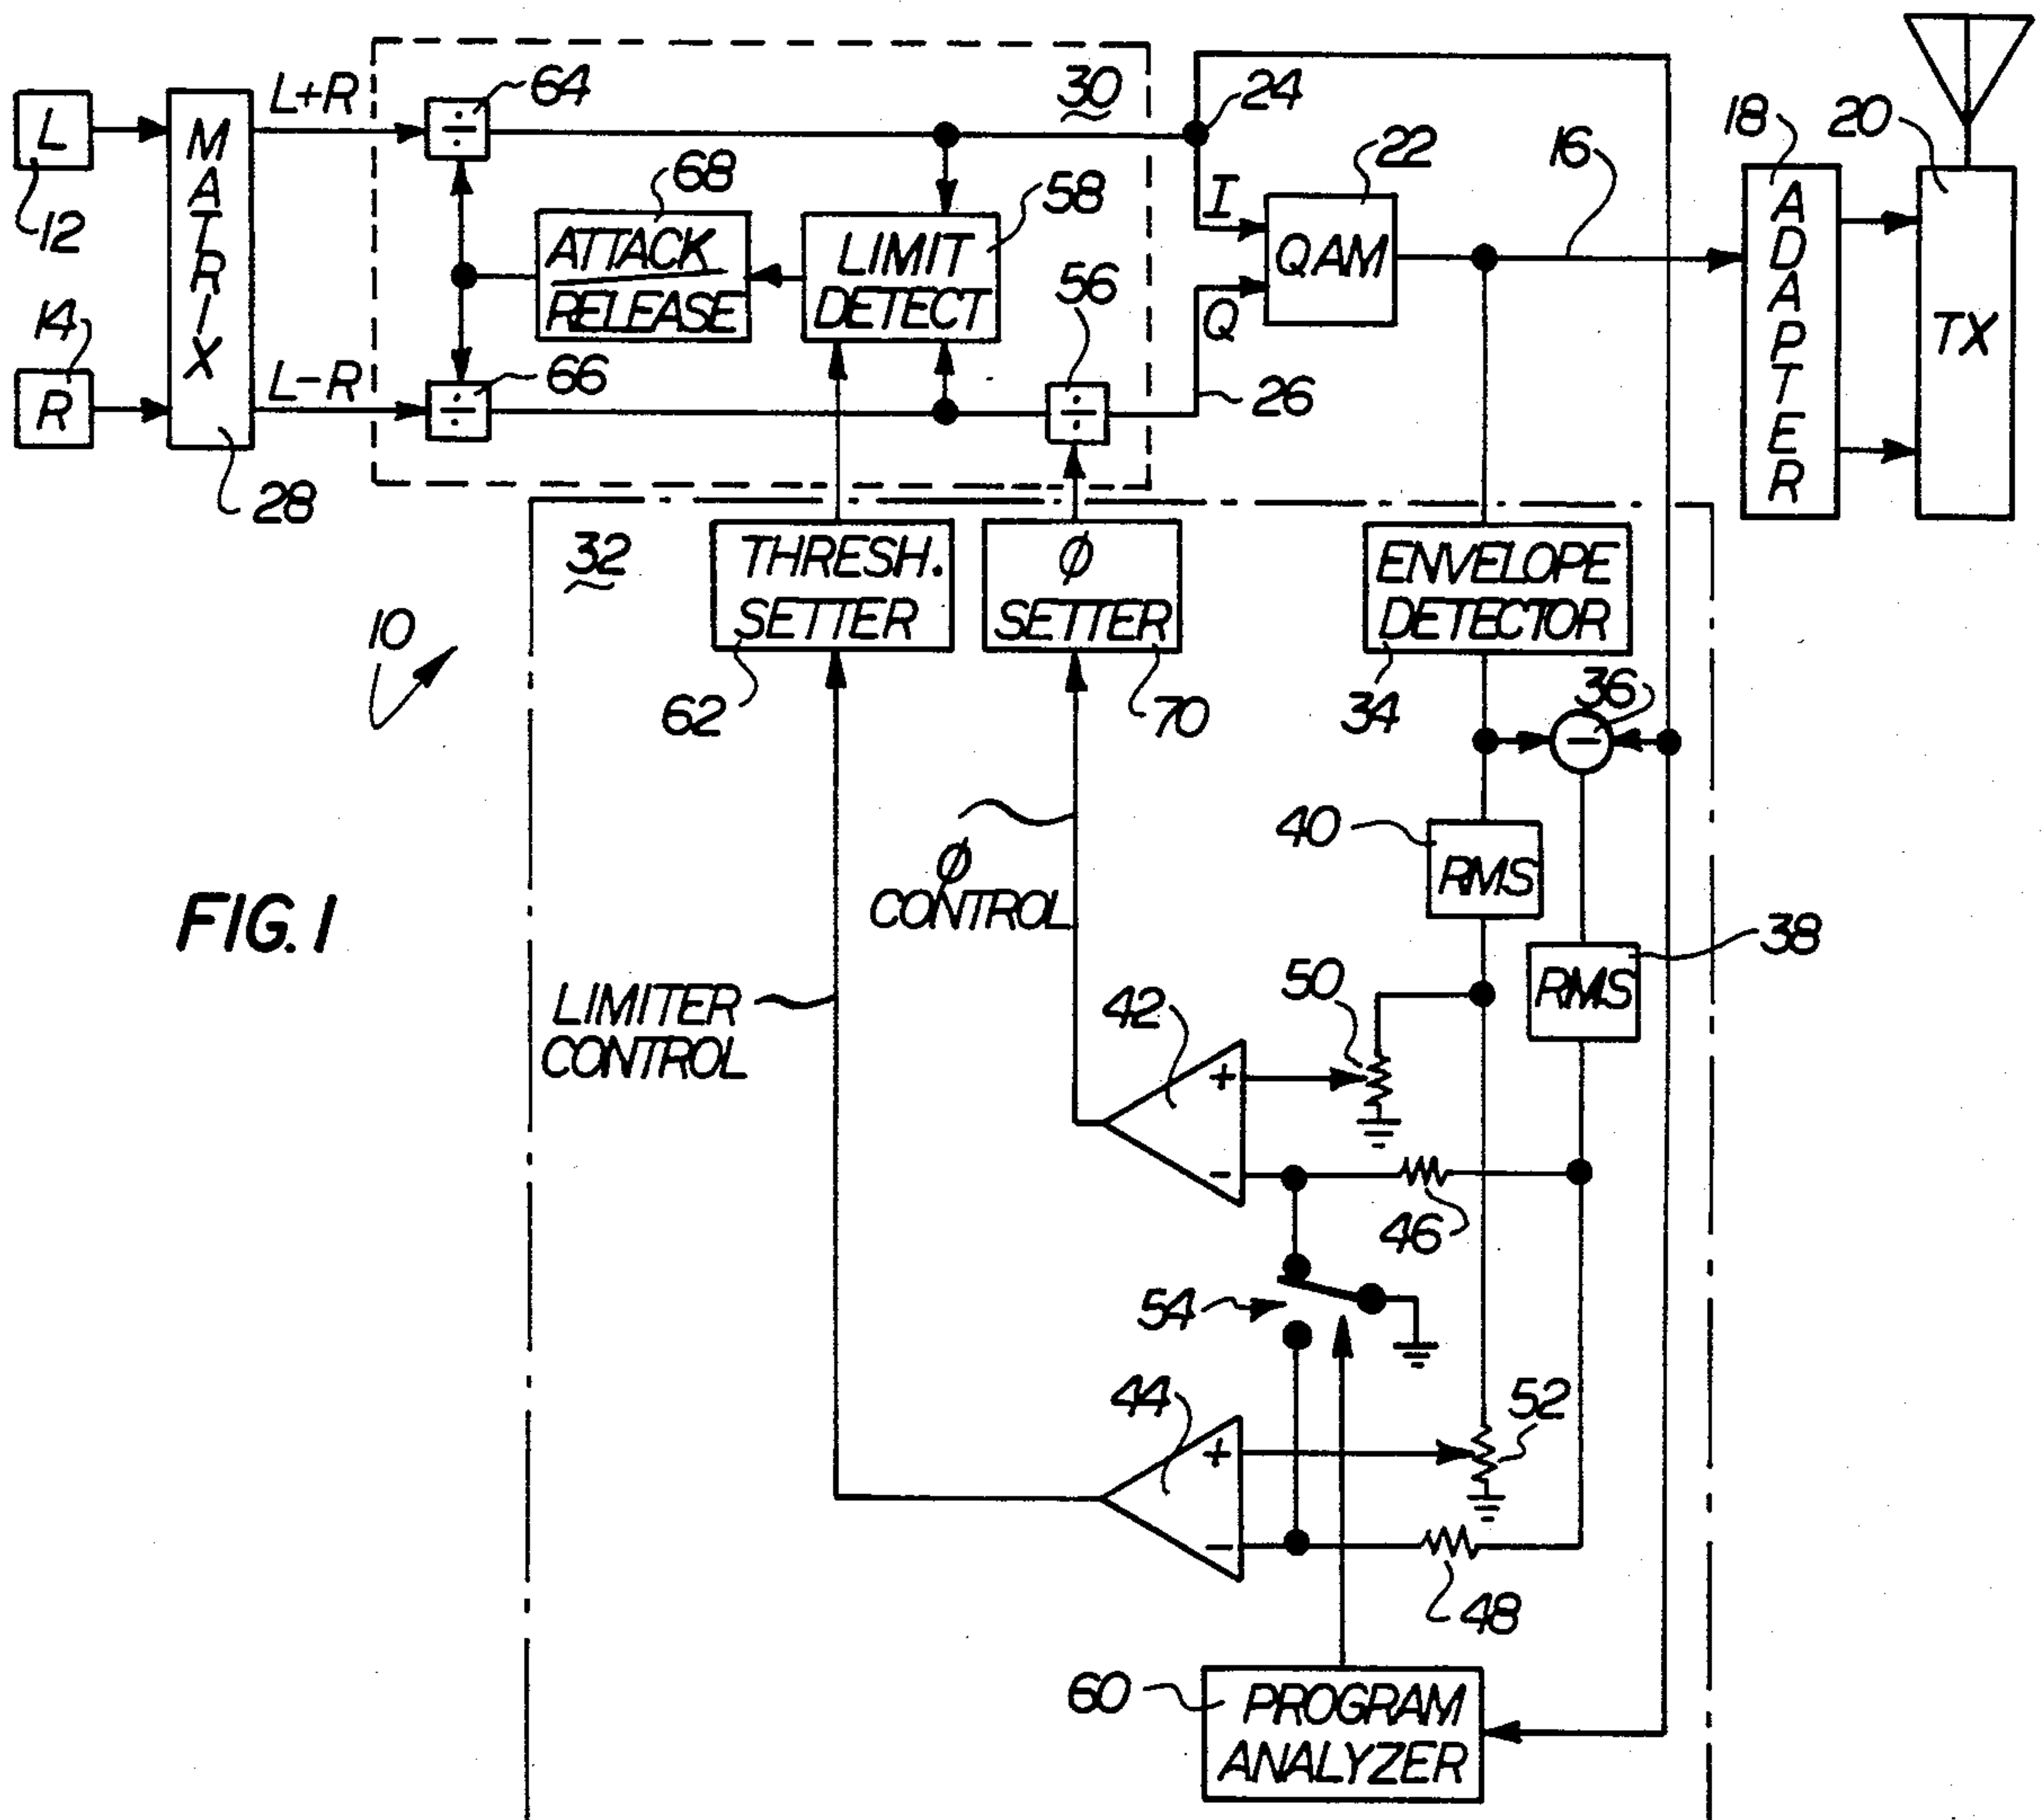 L
12
14
R
MATRIX
28
L+R
L-R
÷
64
30
24
68
58
ATTACK
RELEASE
LIMIT
DETECT
56
÷
66
÷
I
Q
22
QAM
26
16
18
ADAPTER
20
TX
32
THRESH.
SETTER
62
φ
SETTER
70
ENVELOPE
DETECTOR
34
36
−
10
FIG. 1
φ
CONTROL
40
RMS
38
RMS
LIMITER
CONTROL
42
+
−
50
46
54
44
+
−
52
48
60
PROGRAM
ANALYZER